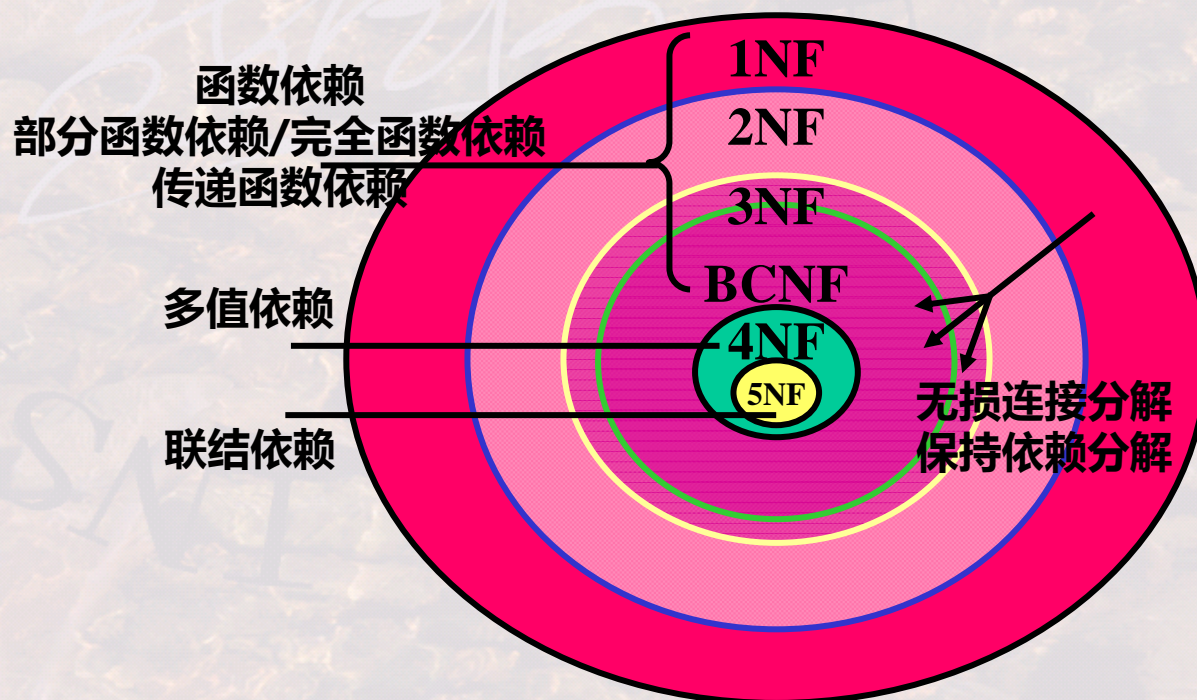 函数依赖
部分函数依赖/完全函数依赖
传递函数依赖
多值依赖
联结依赖
1NF
2NF
3NF
BCNF
4NF
5NF
无损连接分解
保持依赖分解